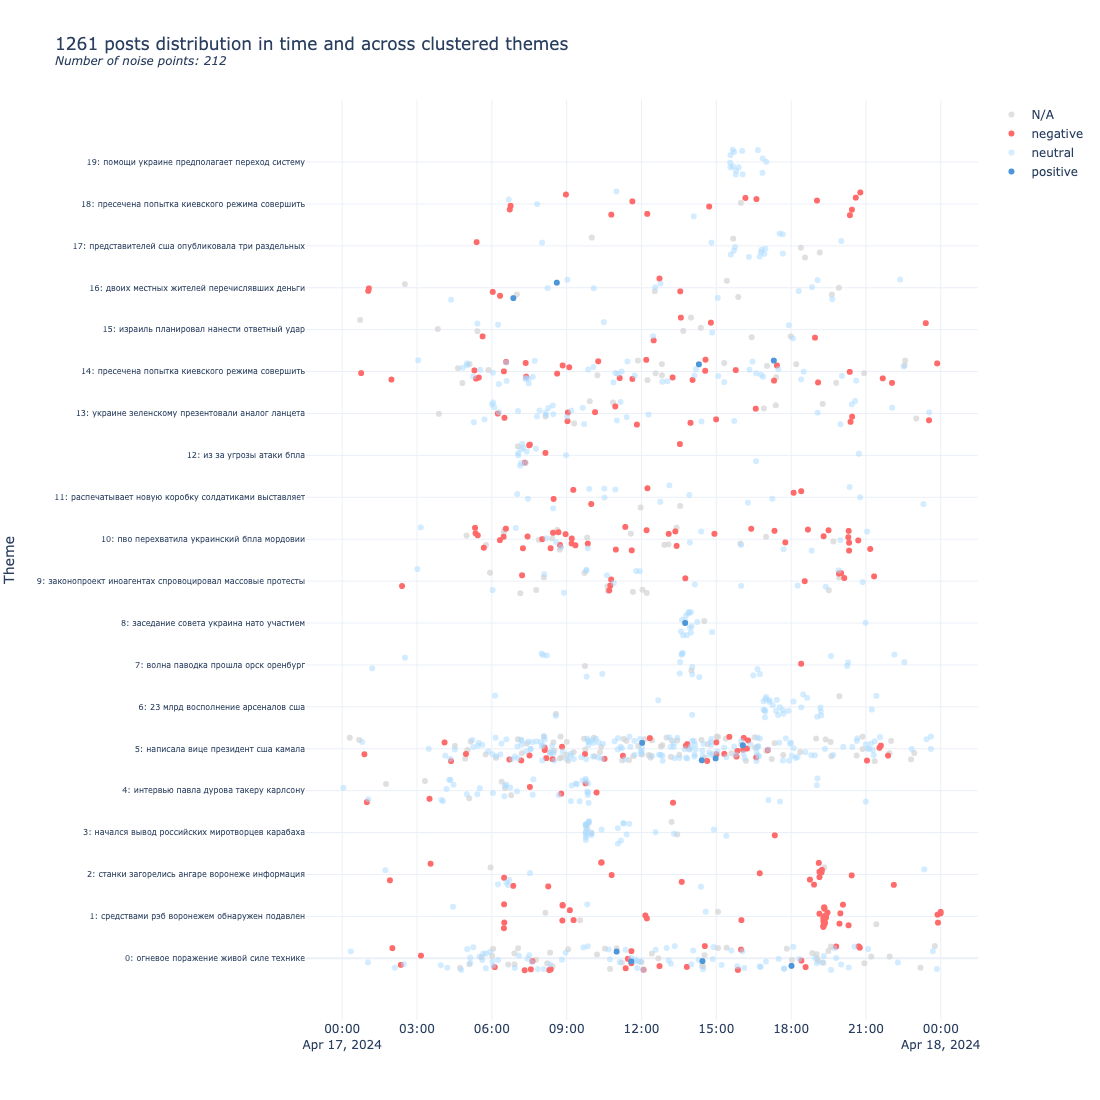 1261 posts distribution in time and across clustered themes
Number of noise points: 212
N/A
negative
neutral
positive
Theme
19: помощи украине предполагает переход систему
18: пресечена попытка киевского режима совершить
17: представителей сша опубликовала три раздельных
16: двоих местных жителей перечислявших деньги
15: израиль планировал нанести ответный удар
14: пресечена попытка киевского режима совершить
13: украине зеленскому презентовали аналог ланцета
12: из за угрозы атаки бпла
11: распечатывает новую коробку солдатиками выставляет
10: пво перехватила украинский бпла мордовии
9: законопроект иноагентах спровоцировал массовые протесты
8: заседание совета украина нато участием
7: волна паводка прошла орск оренбург
6: 23 млрд восполнение арсеналов сша
5: написала вице президент сша камала
4: интервью павла дурова такеру карлсону
3: начался вывод российских миротворцев карабаха
2: станки загорелись ангаре воронеже информация
1: средствами рэб воронежем обнаружен подавлен
0: огневое поражение живой силе технике
00:00 03:00 06:00 09:00 12:00 15:00 18:00 21:00 00:00
Apr 17, 2024 Apr 18, 2024